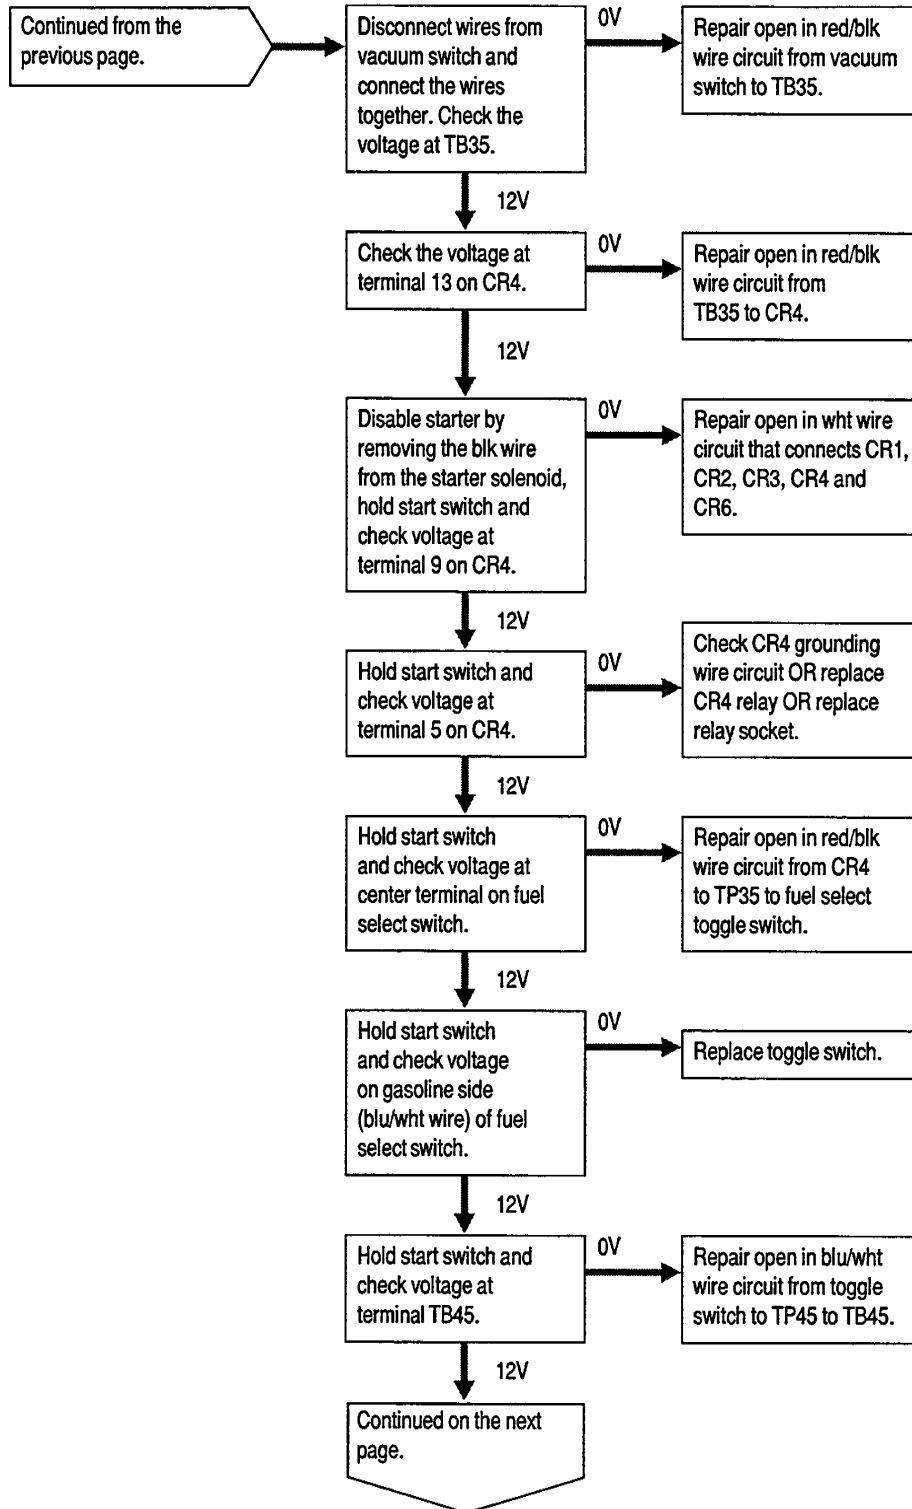 Continued from the
previous page.
Disconnect wires from
vacuum switch and
connect the wires
together. Check the
voltage at TB35.
0V
Repair open in red/blk
wire circuit from vacuum
switch to TB35.
12V
Check the voltage at
terminal 13 on CR4.
0V
Repair open in red/blk
wire circuit from
TB35 to CR4.
12V
Disable starter by
removing the blk wire
from the starter solenoid,
hold start switch and
check voltage at
terminal 9 on CR4.
0V
Repair open in wht wire
circuit that connects CR1,
CR2, CR3, CR4 and
CR6.
12V
Hold start switch and
check voltage at
terminal 5 on CR4.
0V
Check CR4 grounding
wire circuit OR replace
CR4 relay OR replace
relay socket.
12V
Hold start switch
and check voltage at
center terminal on fuel
select switch.
0V
Repair open in red/blk
wire circuit from CR4
to TP35 to fuel select
toggle switch.
12V
Hold start switch
and check voltage
on gasoline side
(blu/wht wire) of fuel
select switch.
0V
Replace toggle switch.
12V
Hold start switch and
check voltage at
terminal TB45.
0V
Repair open in blu/wht
wire circuit from toggle
switch to TP45 to TB45.
12V
Continued on the next
page.